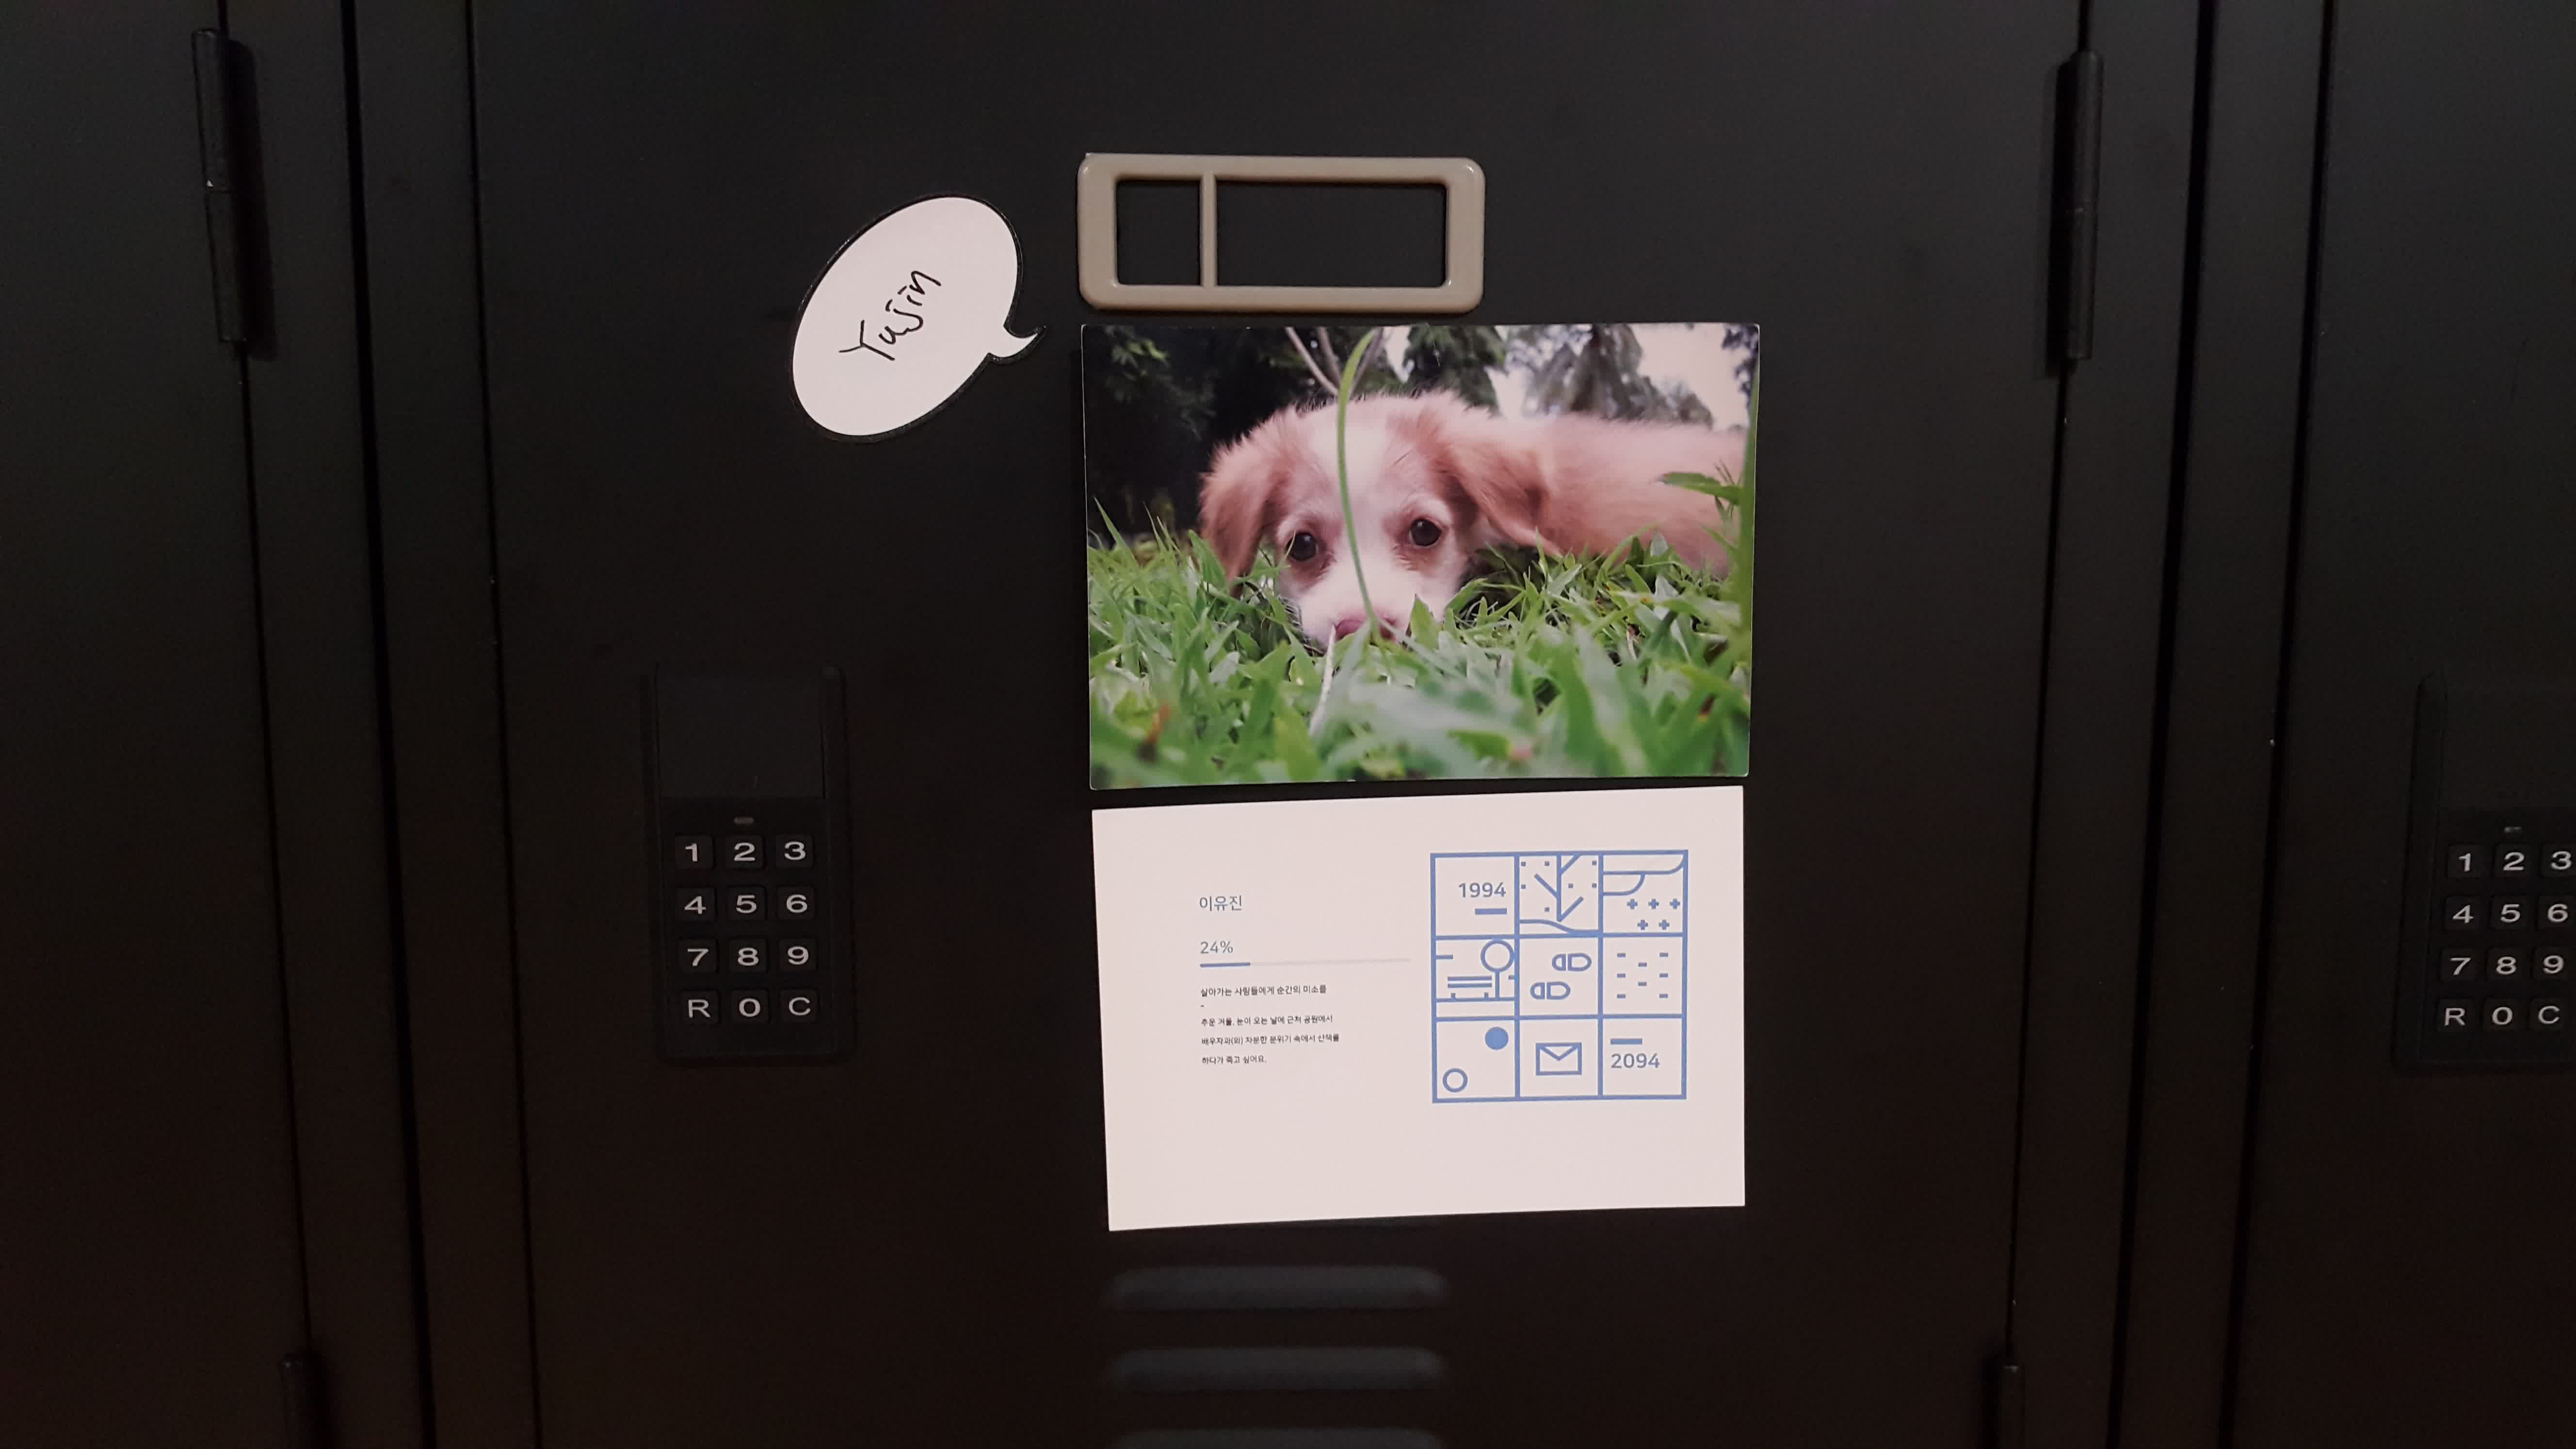 Yujin
이유진
24%
살아가는 사람들에게 순간의 미소를
-
추운 겨울, 눈이 오는 날에 근처 공원에서
배우자과(와) 차분한 분위기 속에서 산책을
하다가 죽고 싶어요.
1994
2094
1 2 3
4 5 6
7 8 9
R 0 C
1 2 3
4 5 6
7 8 9
R 0 C